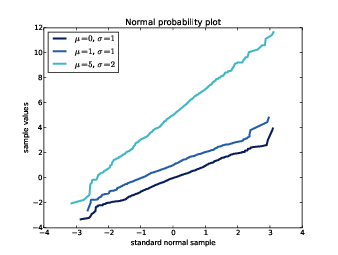 Normal probability plot
12
10
8
6
4
2
0
−2
−4
μ=0, σ=1
μ=1, σ=1
μ=5, σ=2
sample values
−4 −3 −2 −1 0 1 2 3 4
standard normal sample